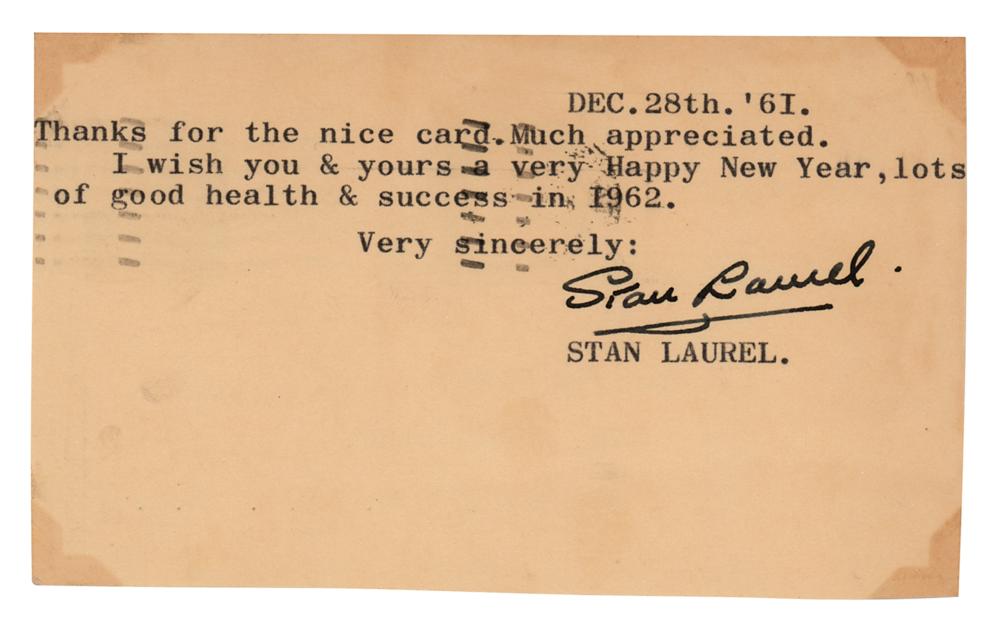 DEC.28th.'6I.
Thanks for the nice card.Much appreciated.
I wish you & yours a very Happy New Year,lots
of good health & success in I962.
Very sincerely:
Stan Laurel.
STAN LAUREL.